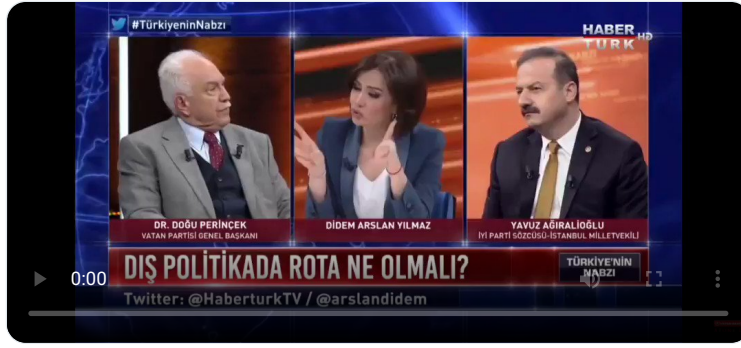 #TürkiyeninNabzı
HABER
TÜRK HD
DR. DOĞU PERİNÇEK
VATAN PARTİSİ GENEL BAŞKANI
DİDEM ARSLAN YILMAZ
YAVUZ AĞIRALİOĞLU
İYİ PARTİ SÖZCÜSÜ-İSTANBUL MİLLETVEKİLİ
DIŞ POLİTİKADA ROTA NE OLMALI?
TÜRKİYE'NİN
NABZI
0:00
Twitter: @HaberturkTV / @arslandidem